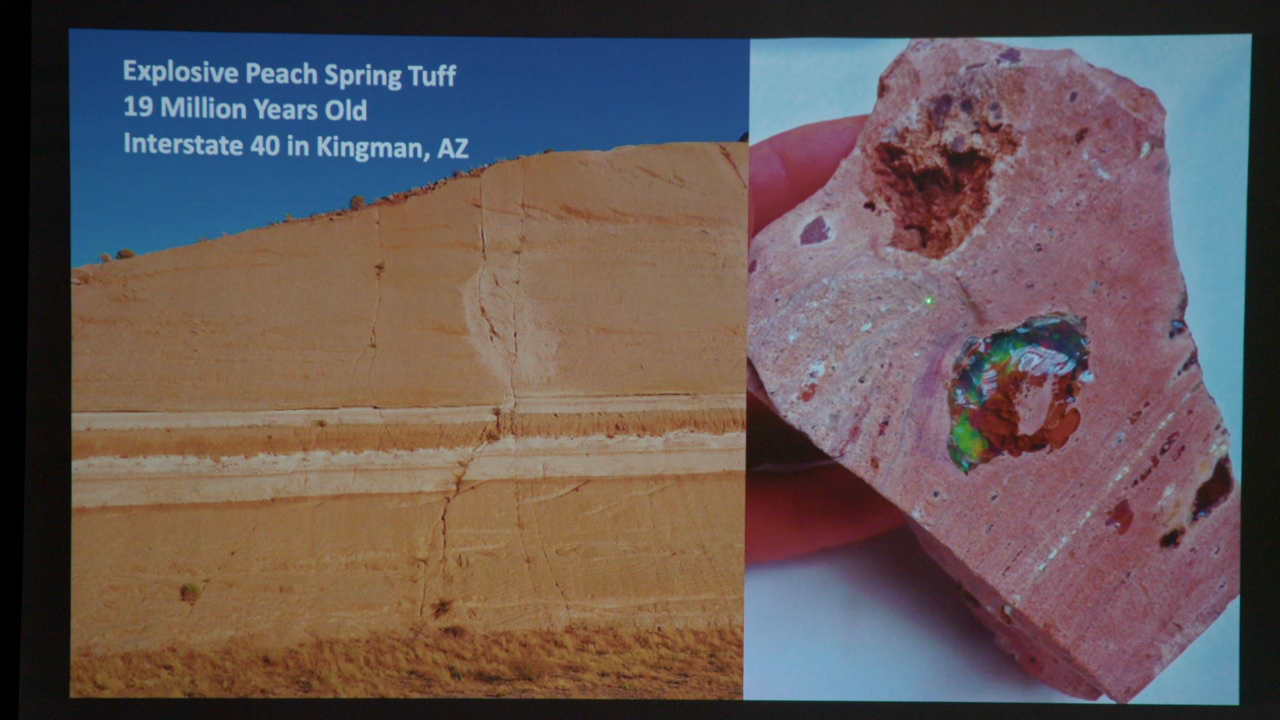 Explosive Peach Spring Tuff
19 Million Years Old
Interstate 40 in Kingman, AZ